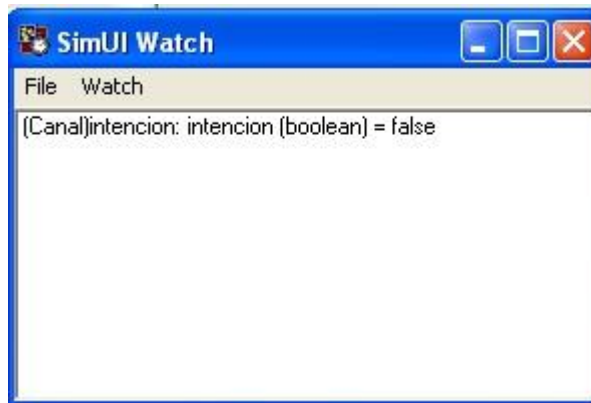 SimUI Watch
File Watch
(Canal)intencion: intencion (boolean) = false